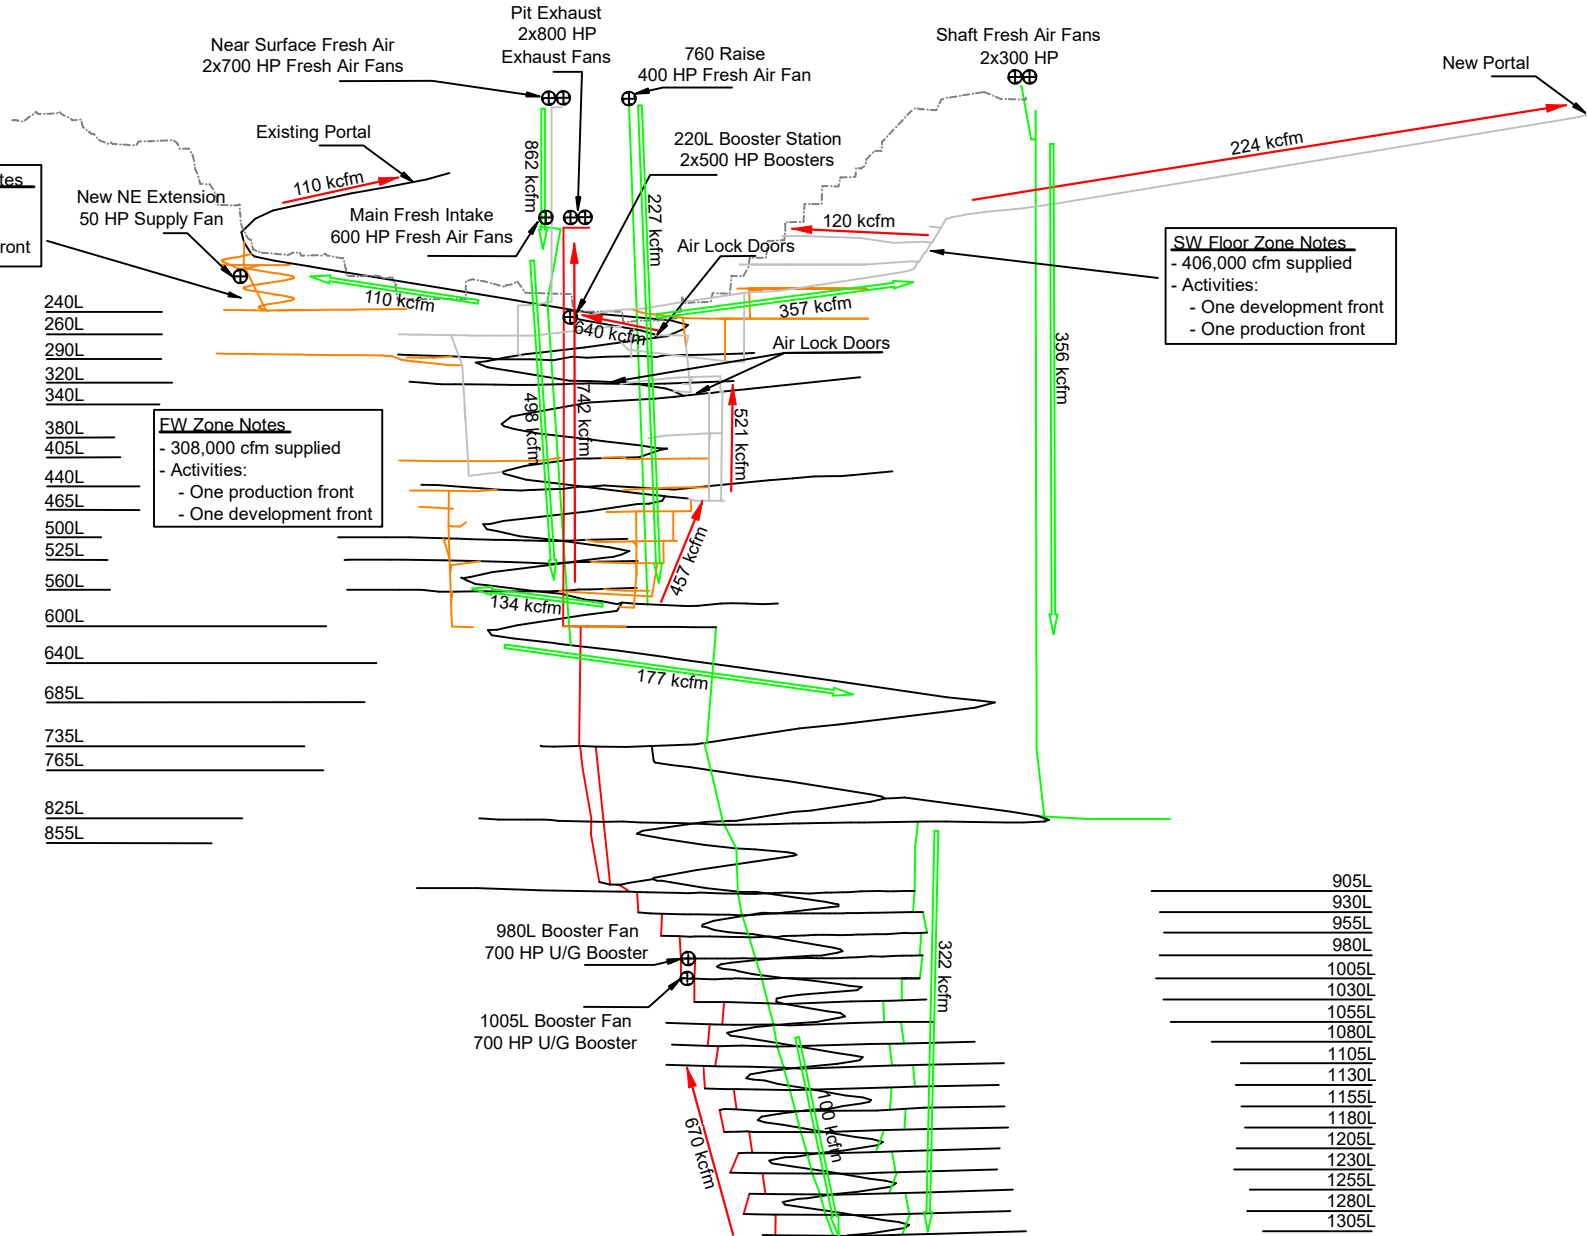 Pit Exhaust
2x800 HP
Exhaust Fans
Near Surface Fresh Air
2x700 HP Fresh Air Fans
760 Raise
400 HP Fresh Air Fan
Shaft Fresh Air Fans
2x300 HP
New Portal
Existing Portal
220L Booster Station
2x500 HP Boosters
862 kcfm
224 kcfm
110 kcfm
New NE Extension
50 HP Supply Fan
Main Fresh Intake
600 HP Fresh Air Fans
227 kcfm
120 kcfm
Air Lock Doors
tes
ront
SW Floor Zone Notes
- 406,000 cfm supplied
- Activities:
- One development front
- One production front
110 kcfm
357 kcfm
640 kcfm
Air Lock Doors
356 kcfm
240L
260L
290L
320L
340L
380L
405L
440L
465L
500L
525L
560L
600L
640L
685L
735L
765L
825L
855L
FW Zone Notes
- 308,000 cfm supplied
- Activities:
- One production front
- One development front
498 kcfm
742 kcfm
521 kcfm
457 kcfm
134 kcfm
177 kcfm
980L Booster Fan
700 HP U/G Booster
1005L Booster Fan
700 HP U/G Booster
322 kcfm
100 kcfm
670 kcfm
905L
930L
955L
980L
1005L
1030L
1055L
1080L
1105L
1130L
1155L
1180L
1205L
1230L
1255L
1280L
1305L